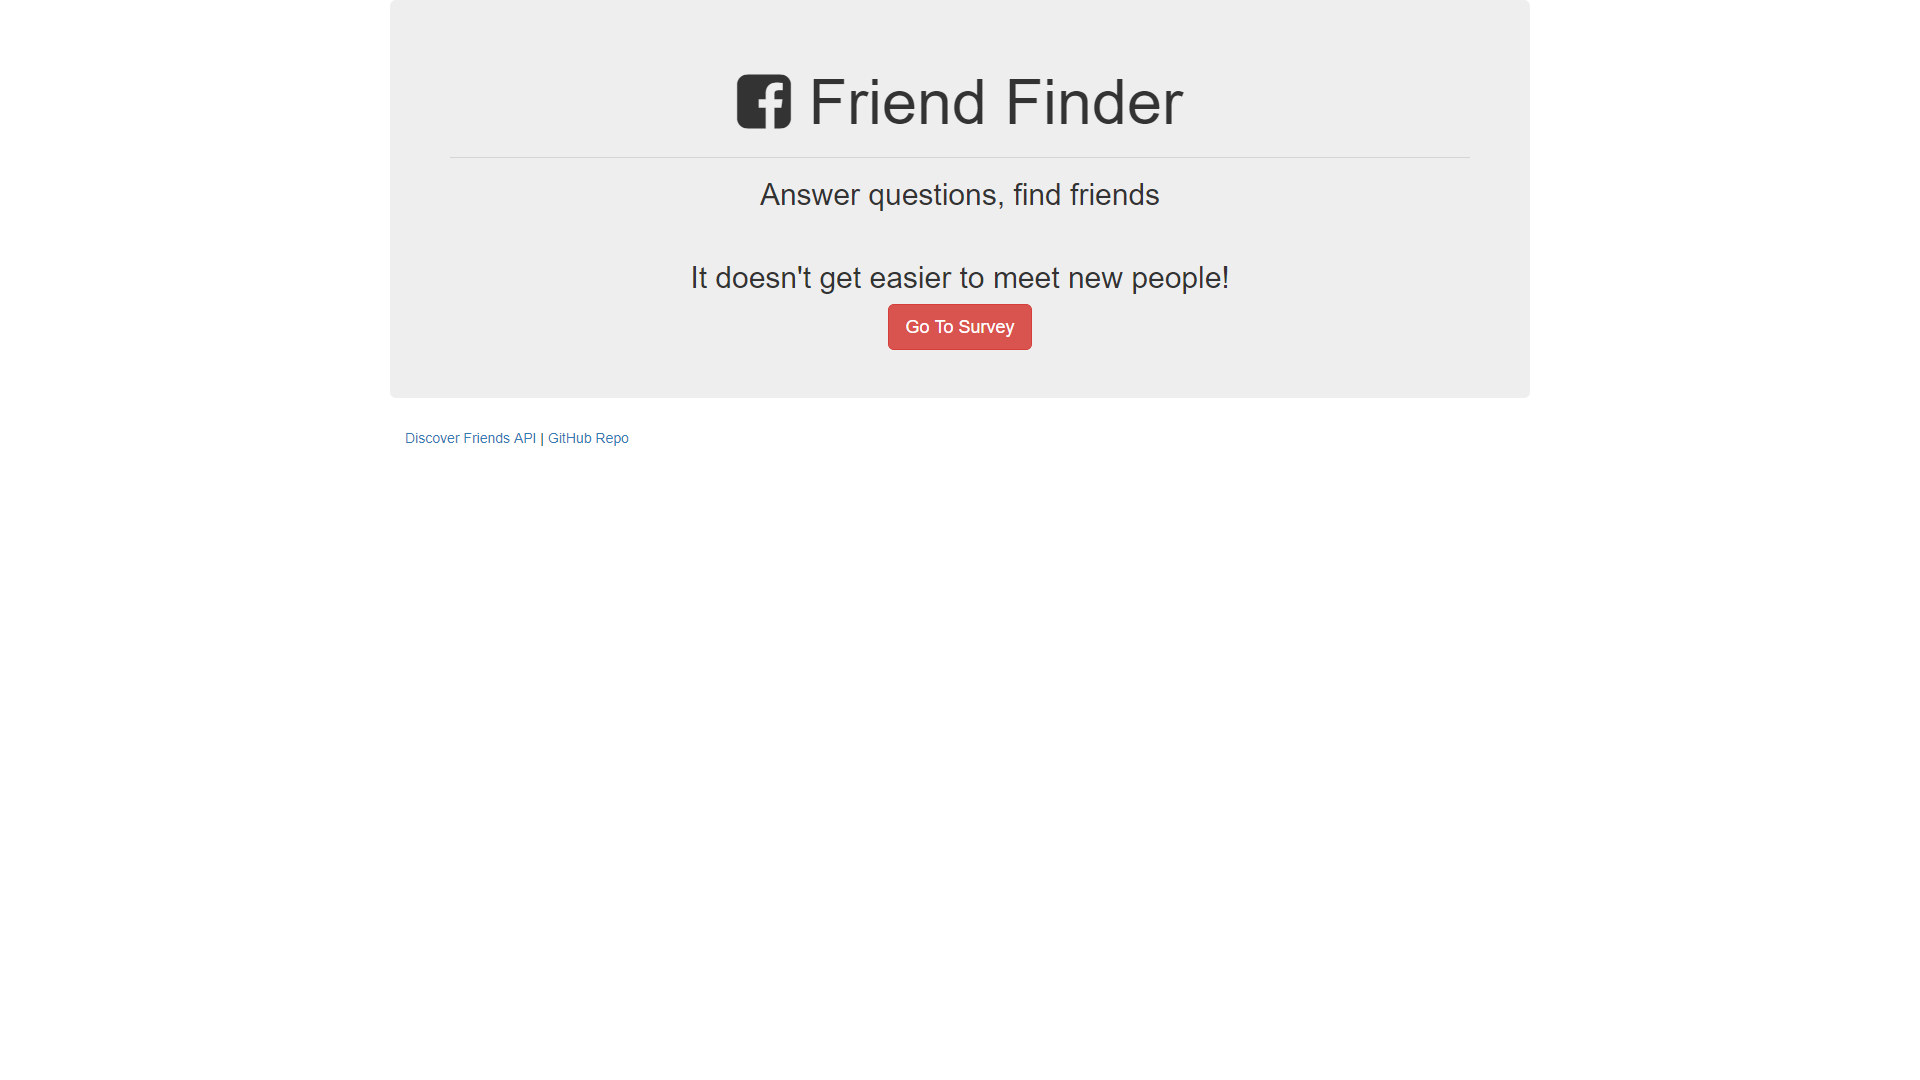 Friend Finder
Answer questions, find friends
It doesn't get easier to meet new people!
Go To Survey
Discover Friends API | GitHub Repo